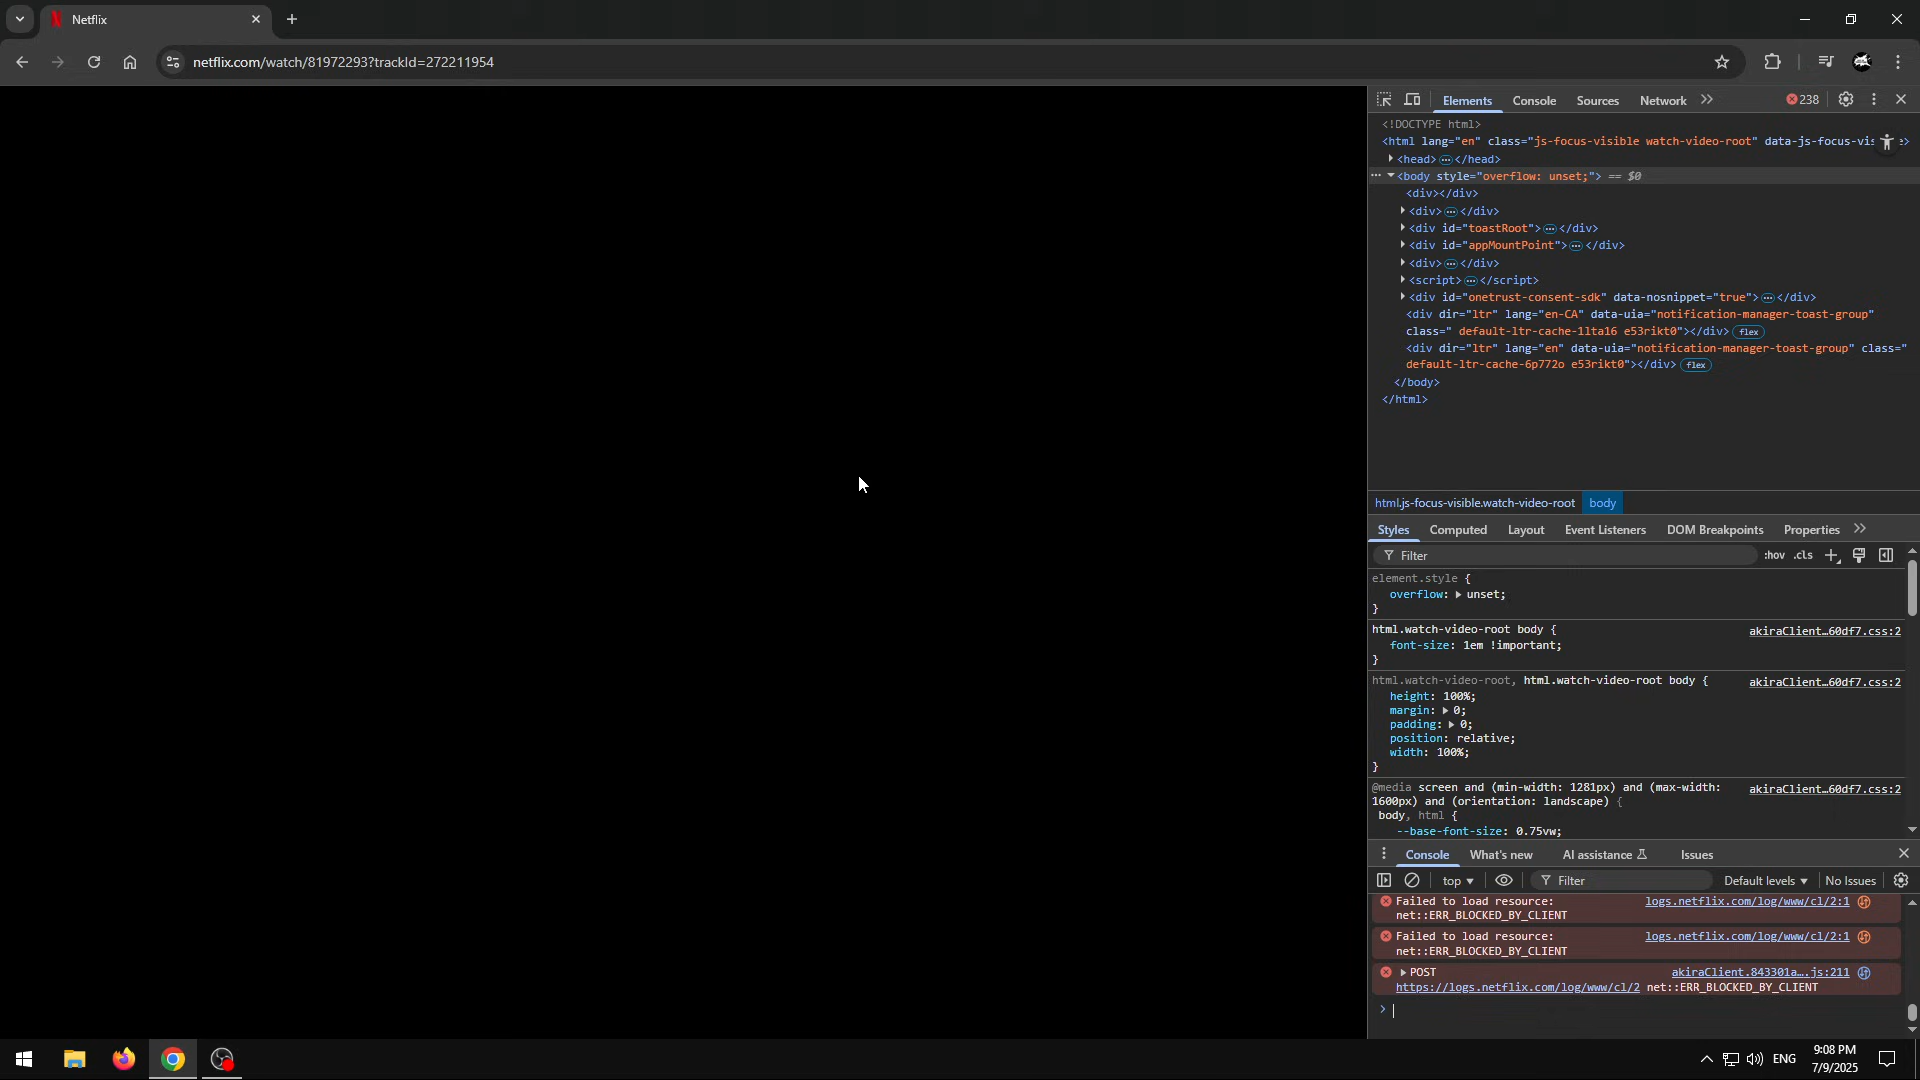 Netflix
netflix.com/watch/81972293?trackId=272211954
Elements Console Sources Network 238
<!DOCTYPE html>
<html lang="en" class="js-focus-visible watch-video-root" data-js-focus-vis
<head> </head>
<body style="overflow: unset;"> == $0
<div></div>
<div> </div>
<div id="toastRoot"> </div>
<div id="appMountPoint"> </div>
<div> </div>
<script> </script>
<div id="onetrust-consent-sdk" data-nosnippet="true"> </div>
<div dir="ltr" lang="en-CA" data-uia="notification-manager-toast-group"
class=" default-ltr-cache-1lta16 e53rikt0"></div> flex
<div dir="ltr" lang="en" data-uia="notification-manager-toast-group" class="
default-ltr-cache-6p772o e53rikt0"></div> flex
</body>
</html>
html.js-focus-visible.watch-video-root body
Styles Computed Layout Event Listeners DOM Breakpoints Properties
Filter :hov .cls
element.style {
overflow: unset;
}
html.watch-video-root body { akiraClient…60df7.css:2
font-size: 1em !important;
}
html.watch-video-root, html.watch-video-root body { akiraClient…60df7.css:2
height: 100%;
margin: 0;
padding: 0;
position: relative;
width: 100%;
}
@media screen and (min-width: 1281px) and (max-width: akiraClient…60df7.css:2
1600px) and (orientation: landscape) {
body, html {
--base-font-size: 0.75vw;
Console What's new AI assistance Issues
top Filter Default levels No Issues
Failed to load resource: logs.netflix.com/log/www/cl/2:1
net::ERR_BLOCKED_BY_CLIENT
Failed to load resource: logs.netflix.com/log/www/cl/2:1
net::ERR_BLOCKED_BY_CLIENT
POST akiraClient.843301a….js:211
https://logs.netflix.com/log/www/cl/2 net::ERR_BLOCKED_BY_CLIENT
ENG 9:08 PM
7/9/2025